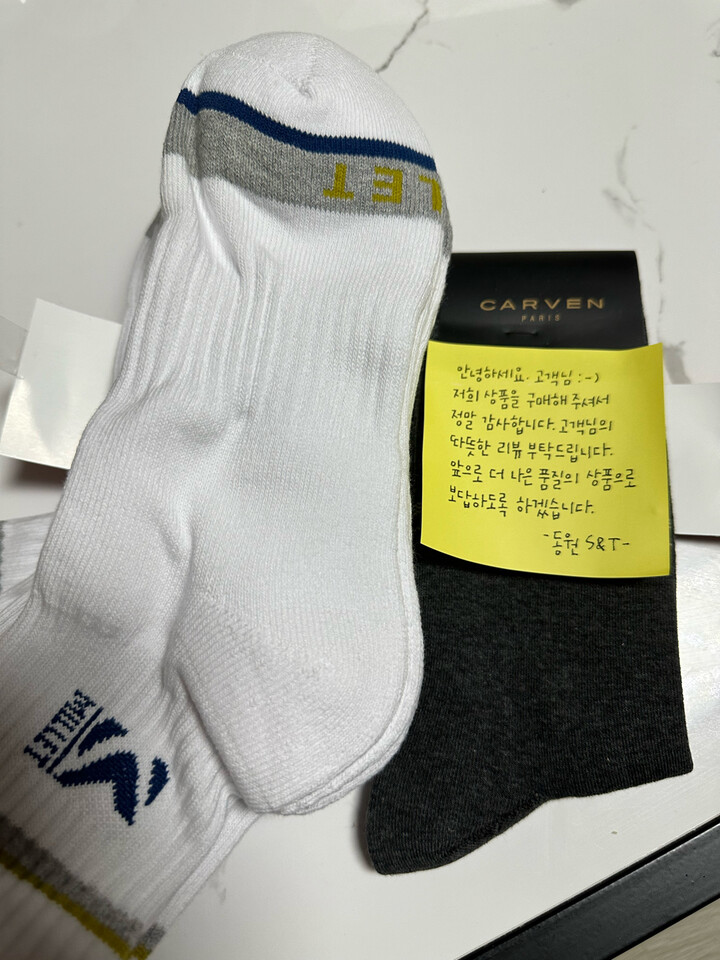 LET
CARVEN
PARIS
안녕하세요. 고객님 :-)
저희 상품을 구매해 주셔서
정말 감사합니다. 고객님의
따뜻한 리뷰 부탁드립니다.
앞으로 더 나은 품질의 상품으로
보답하도록 하겠습니다.
-동원 S&T-
MILLET